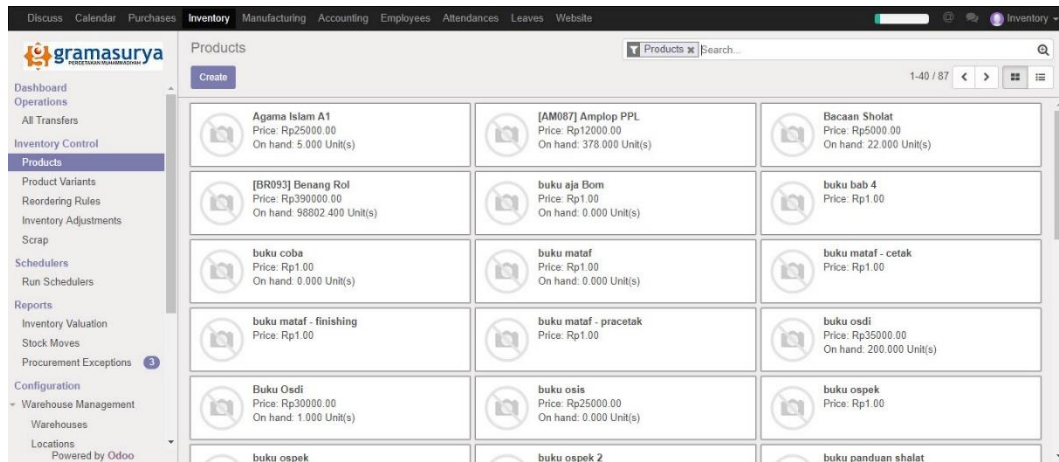 Discuss Calendar Purchases Inventory Manufacturing Accounting Employees Attendances Leaves Website
@ Inventory
gramasurya
PERCETAKAN MUHAMMADIYAH
Dashboard
Operations
All Transfers
Inventory Control
Products
Product Variants
Reordering Rules
Inventory Adjustments
Scrap
Schedulers
Run Schedulers
Reports
Inventory Valuation
Stock Moves
Procurement Exceptions 3
Configuration
Warehouse Management
Warehouses
Locations
Powered by Odoo
Products
Products x Search...
Create
1-40 / 87
Agama Islam A1
Price: Rp25000.00
On hand: 5.000 Unit(s)
[AM087] Amplop PPL
Price: Rp12000.00
On hand: 378.000 Unit(s)
Bacaan Sholat
Price: Rp5000.00
On hand: 22.000 Unit(s)
[BR093] Benang Rol
Price: Rp390000.00
On hand: 98802.400 Unit(s)
buku aja Bom
Price: Rp1.00
On hand: 0.000 Unit(s)
buku bab 4
Price: Rp1.00
buku coba
Price: Rp1.00
On hand: 0.000 Unit(s)
buku mataf
Price: Rp1.00
On hand: 0.000 Unit(s)
buku mataf - cetak
Price: Rp1.00
buku mataf - finishing
Price: Rp1.00
buku mataf - pracetak
Price: Rp1.00
buku osdi
Price: Rp35000.00
On hand: 200.000 Unit(s)
Buku Osdi
Price: Rp30000.00
On hand: 1.000 Unit(s)
buku osis
Price: Rp25000.00
On hand: 0.000 Unit(s)
buku ospek
Price: Rp1.00
buku ospek
buku ospek 2
buku panduan shalat